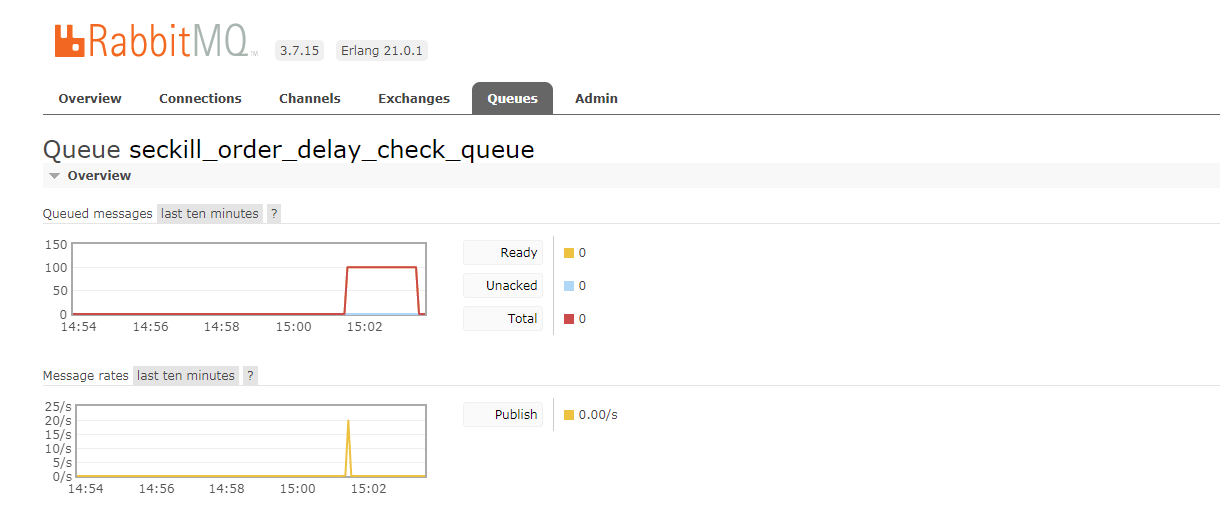 RabbitMQ TM 3.7.15 Erlang 21.0.1
Overview Connections Channels Exchanges Queues Admin
Queue seckill_order_delay_check_queue
Overview
Queued messages last ten minutes ?
150
100
50
0
14:54 14:56 14:58 15:00 15:02
Ready 0
Unacked 0
Total 0
Message rates last ten minutes ?
25/s
20/s
15/s
10/s
5/s
0/s
14:54 14:56 14:58 15:00 15:02
Publish 0.00/s